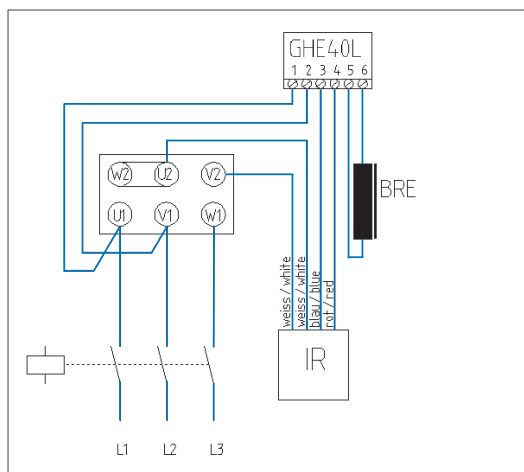 GHE40L
1 2 3 4 5 6
W2 U2 V2
U1 V1 W1
BRE
weiss/white
weiss/white
blau/blue
rot/red
IR
L1 L2 L3